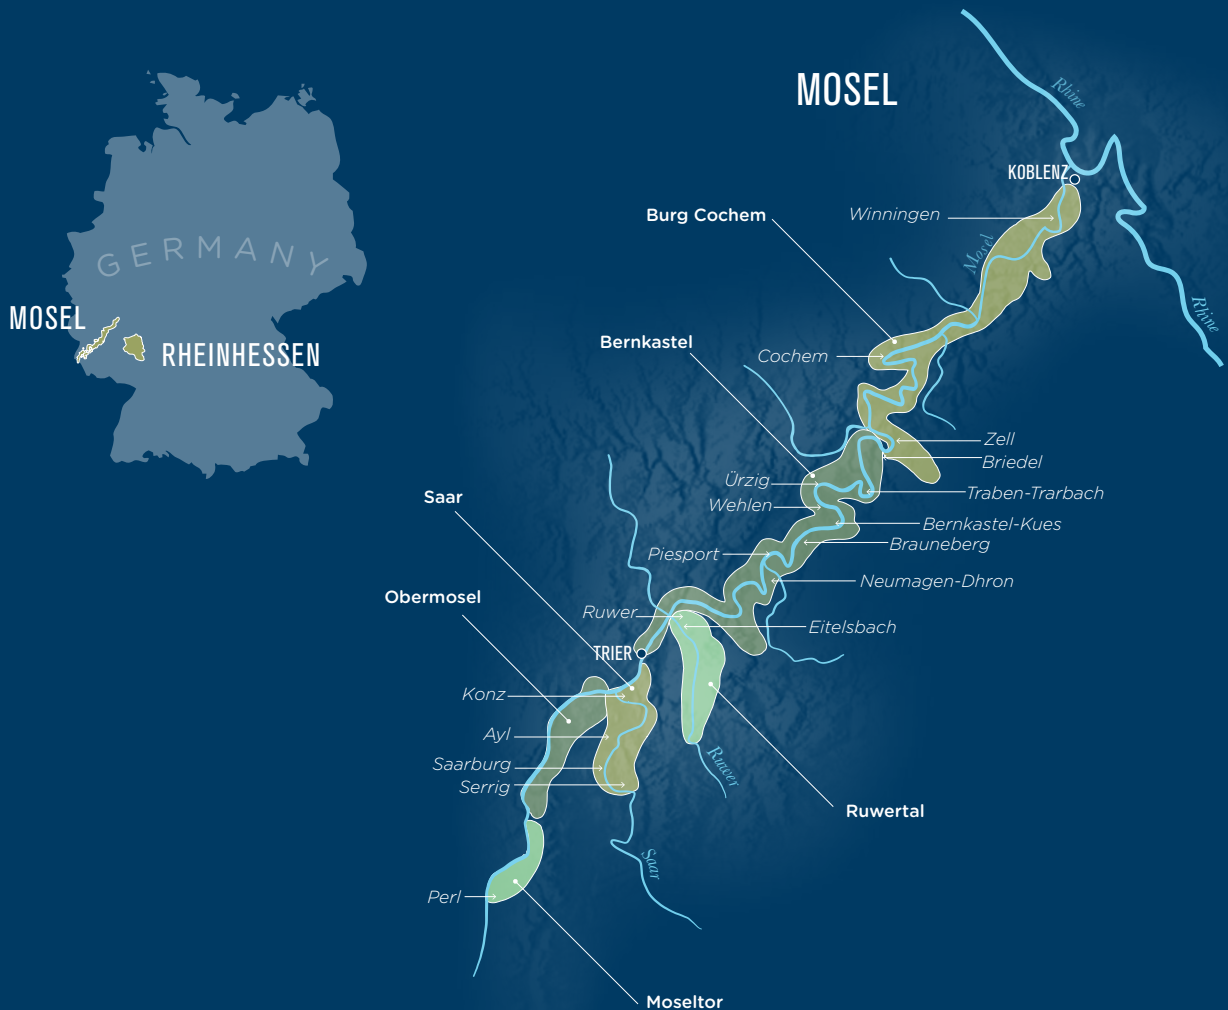 MOSEL
Rhine
KOBLENZ
Winningen
Burg Cochem
Mosel
GERMANY
Rhine
MOSEL
RHEINHESSEN
Bernkastel
Cochem
Zell
Briedel
Ürzig
Traben-Trarbach
Saar
Wehlen
Bernkastel-Kues
Brauneberg
Piesport
Neumagen-Dhron
Obermosel
Ruwer
Eitelsbach
TRIER
Konz
Ayl
Saarburg
Ruwer
Serrig
Ruwertal
Saar
Perl
Moseltor